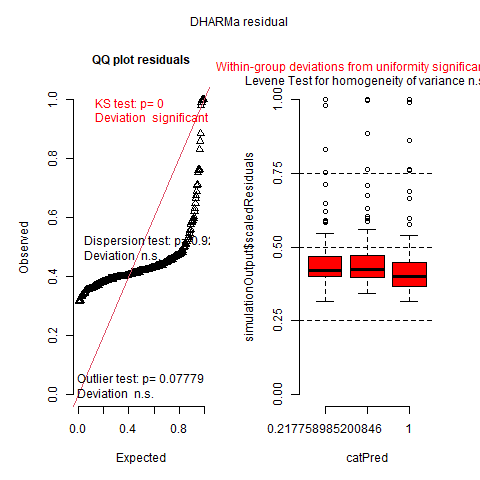 DHARMa residual
QQ plot residuals
KS test: p= 0
Deviation significant
Dispersion test: p= 0.92
Deviation n.s.
Outlier test: p= 0.07779
Deviation n.s.
Observed
0.0
0.2
0.4
0.6
0.8
1.0
0.0
0.4
0.8
Expected
Within-group deviations from uniformity significan
Levene Test for homogeneity of variance n.s
simulationOutput$scaledResiduals
0.00
0.25
0.50
0.75
1.00
0.217758985200846
1
catPred